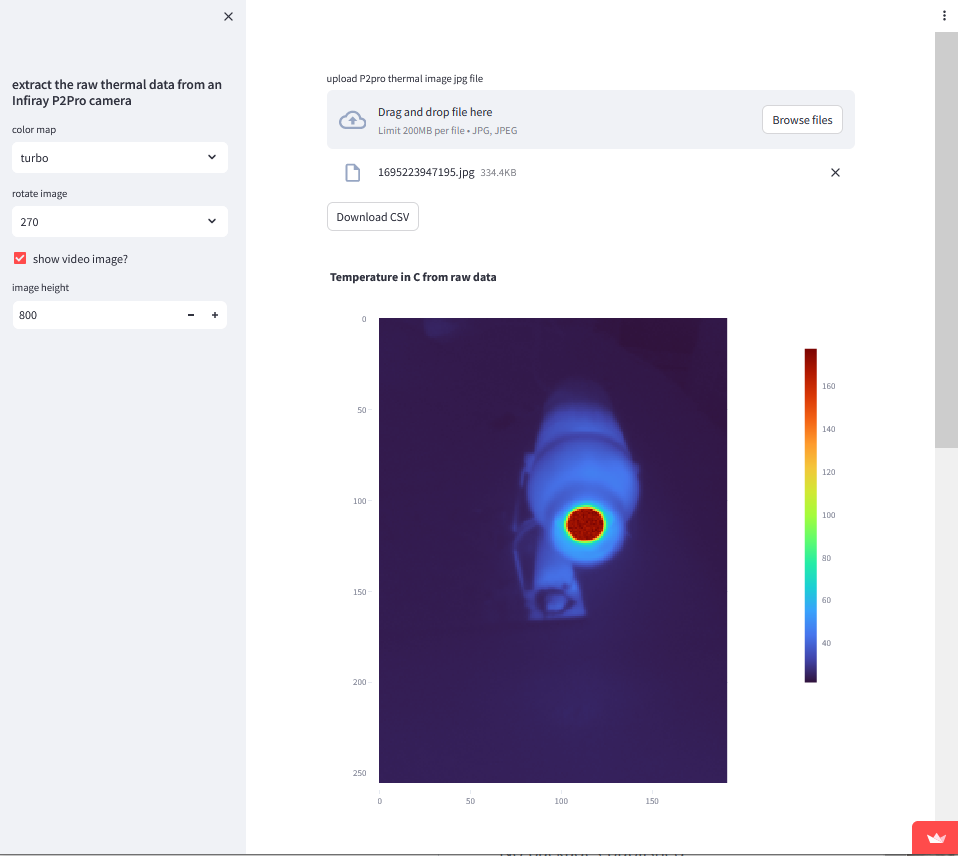 extract the raw thermal data from an
Infiray P2Pro camera
color map
turbo
rotate image
270
show video image?
image height
800
upload P2pro thermal image jpg file
Drag and drop file here
Limit 200MB per file • JPG, JPEG
Browse files
1695223947195.jpg 334.4KB
Download CSV
Temperature in C from raw data
0
50
100
150
200
250
0
50
100
150
160
140
120
100
80
60
40